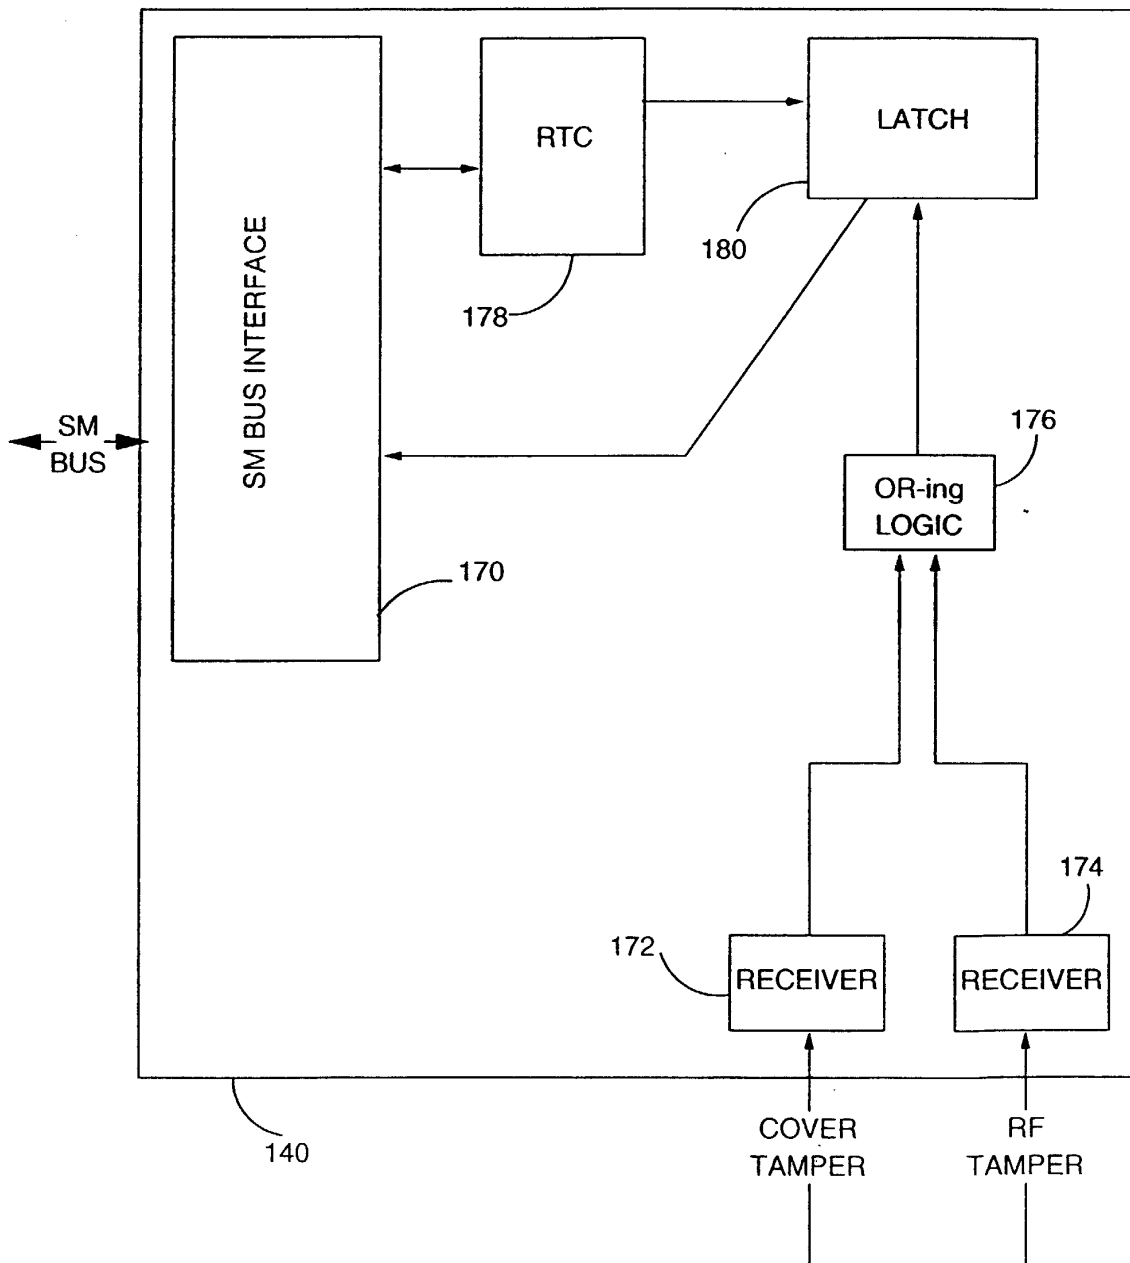 RTC
LATCH
180
178
SM BUS INTERFACE
SM
BUS
176
OR-ing
LOGIC
170
174
172
RECEIVER
RECEIVER
140
COVER
TAMPER
RF
TAMPER